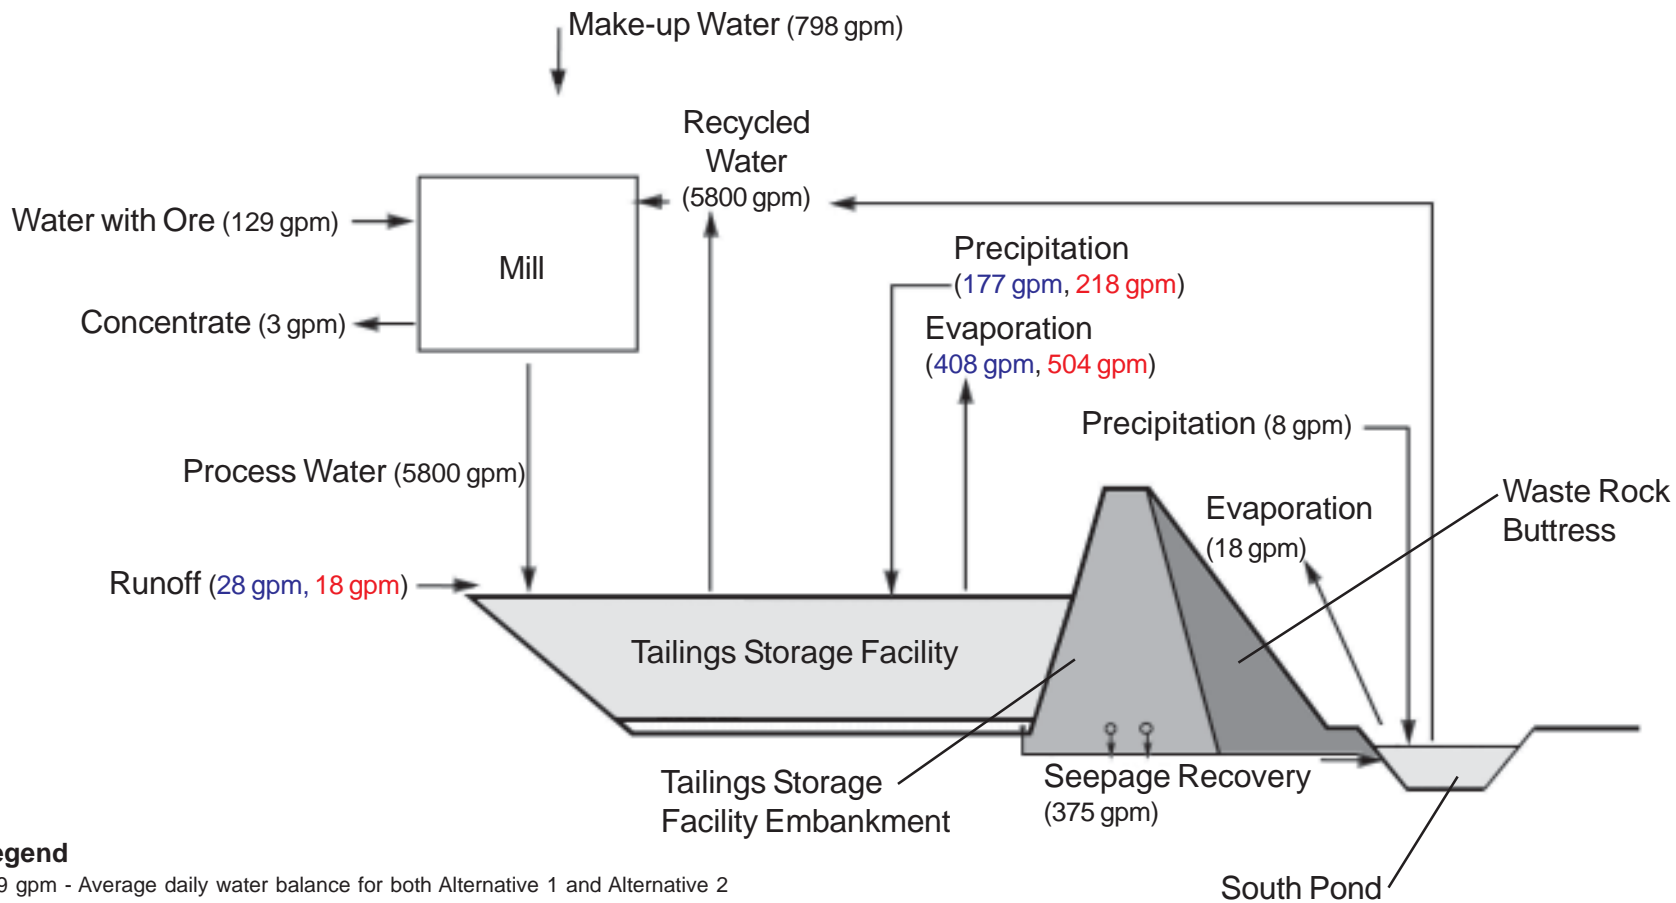 Make-up Water (798 gpm)
Recycled
Water
(5800 gpm)
Water with Ore (129 gpm)
Mill
Precipitation
(177 gpm, 218 gpm)
Concentrate (3 gpm)
Evaporation
(408 gpm, 504 gpm)
Precipitation (8 gpm)
Process Water (5800 gpm)
Waste Rock
Buttress
Evaporation
(18 gpm)
Runoff (28 gpm, 18 gpm)
Tailings Storage Facility
Tailings Storage
Facility Embankment
Seepage Recovery
(375 gpm)
South Pond
egend
9 gpm - Average daily water balance for both Alternative 1 and Alternative 2